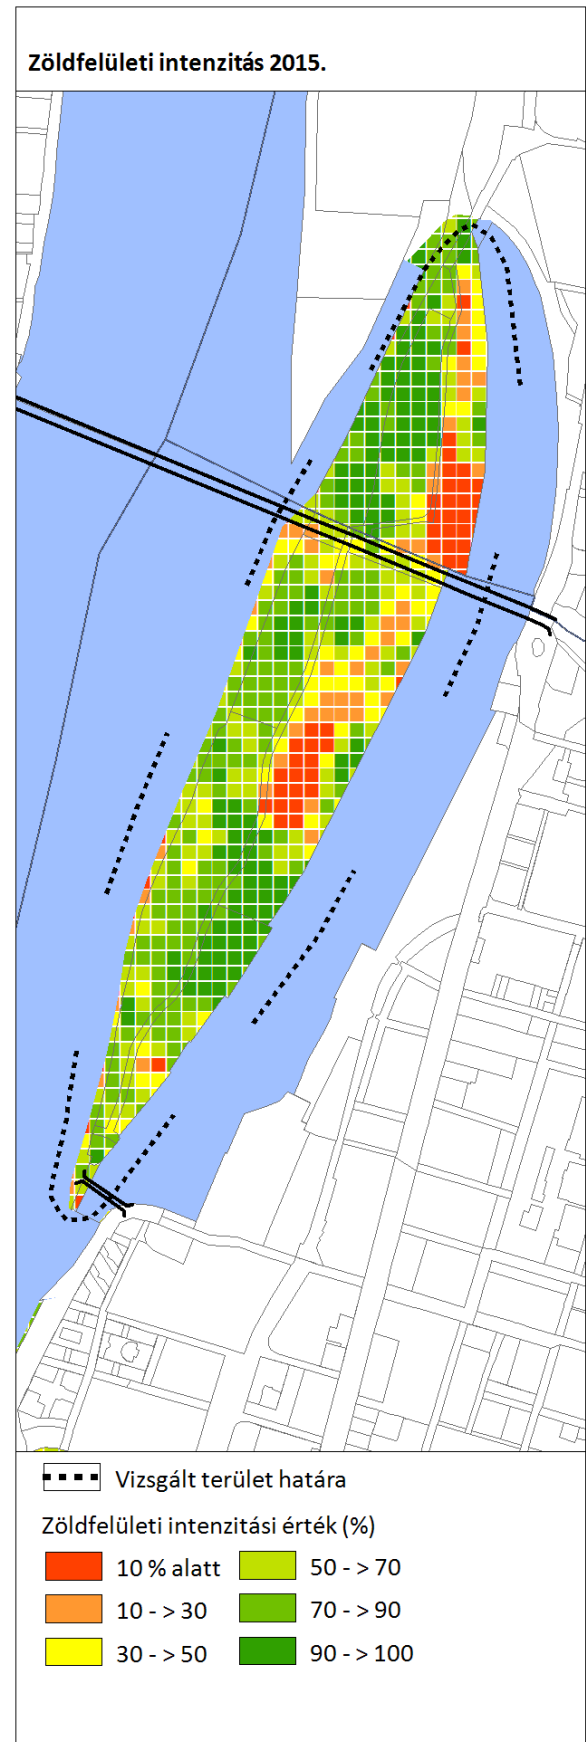 Zöldfelületi intenzitás 2015.
Vizsgált terület határa
Zöldfelületi intenzitási érték (%)
10 % alatt
50 - > 70
10 - > 30
70 - > 90
30 - > 50
90 - > 100